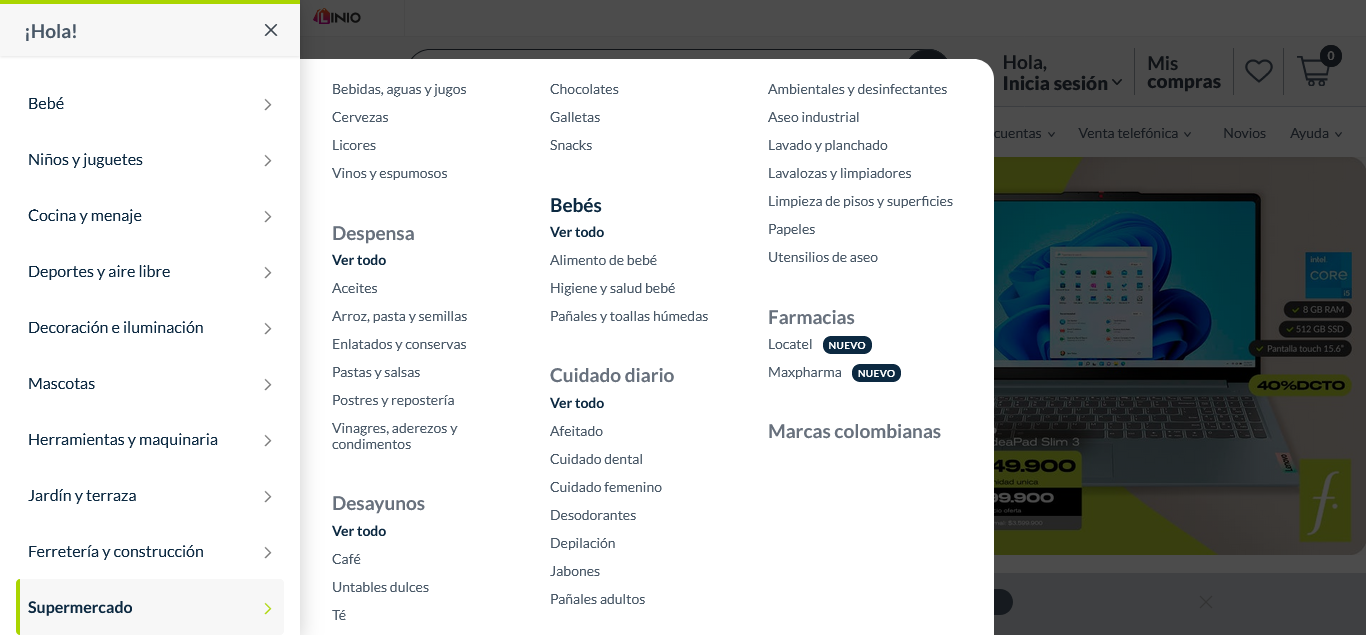 ¡Hola!
Bebé
Niños y juguetes
Cocina y menaje
Deportes y aire libre
Decoración e iluminación
Mascotas
Herramientas y maquinaria
Jardín y terraza
Ferretería y construcción
Supermercado
LINIO
Bebidas, aguas y jugos
Cervezas
Licores
Vinos y espumosos
Despensa
Ver todo
Aceites
Arroz, pasta y semillas
Enlatados y conservas
Pastas y salsas
Postres y repostería
Vinagres, aderezos y
condimentos
Desayunos
Ver todo
Café
Untables dulces
Té
Chocolates
Galletas
Snacks
Bebés
Ver todo
Alimento de bebé
Higiene y salud bebé
Pañales y toallas húmedas
Cuidado diario
Ver todo
Afeitado
Cuidado dental
Cuidado femenino
Desodorantes
Depilación
Jabones
Pañales adultos
Ambientales y desinfectantes
Aseo industrial
Lavado y planchado
Lavalozas y limpiadores
Limpieza de pisos y superficies
Papeles
Utensilios de aseo
Farmacias
Locatel NUEVO
Maxpharma NUEVO
Marcas colombianas
Hola,
Inicia sesión
Mis
compras
0
cuentas
Venta telefónica
Novios
Ayuda
intel
CORE
i5
8 GB RAM
512 GB SSD
Pantalla touch 15.6"
40%DCTO
deaPad Slim 3
49.900
nidad unica
99.900
f.